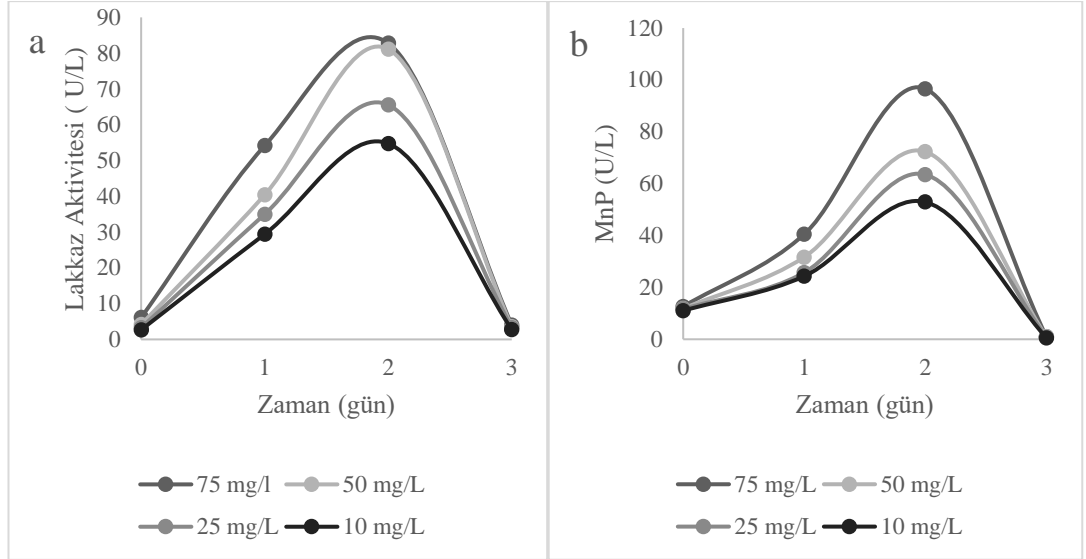 a
Lakkaz Aktivitesi ( U/L)
90
80
70
60
50
40
30
20
10
0
0 1 2 3
Zaman (gün)
75 mg/l 50 mg/L
25 mg/L 10 mg/L
b
MnP (U/L)
120
100
80
60
40
20
0
0 1 2 3
Zaman (gün)
75 mg/L 50 mg/L
25 mg/L 10 mg/L